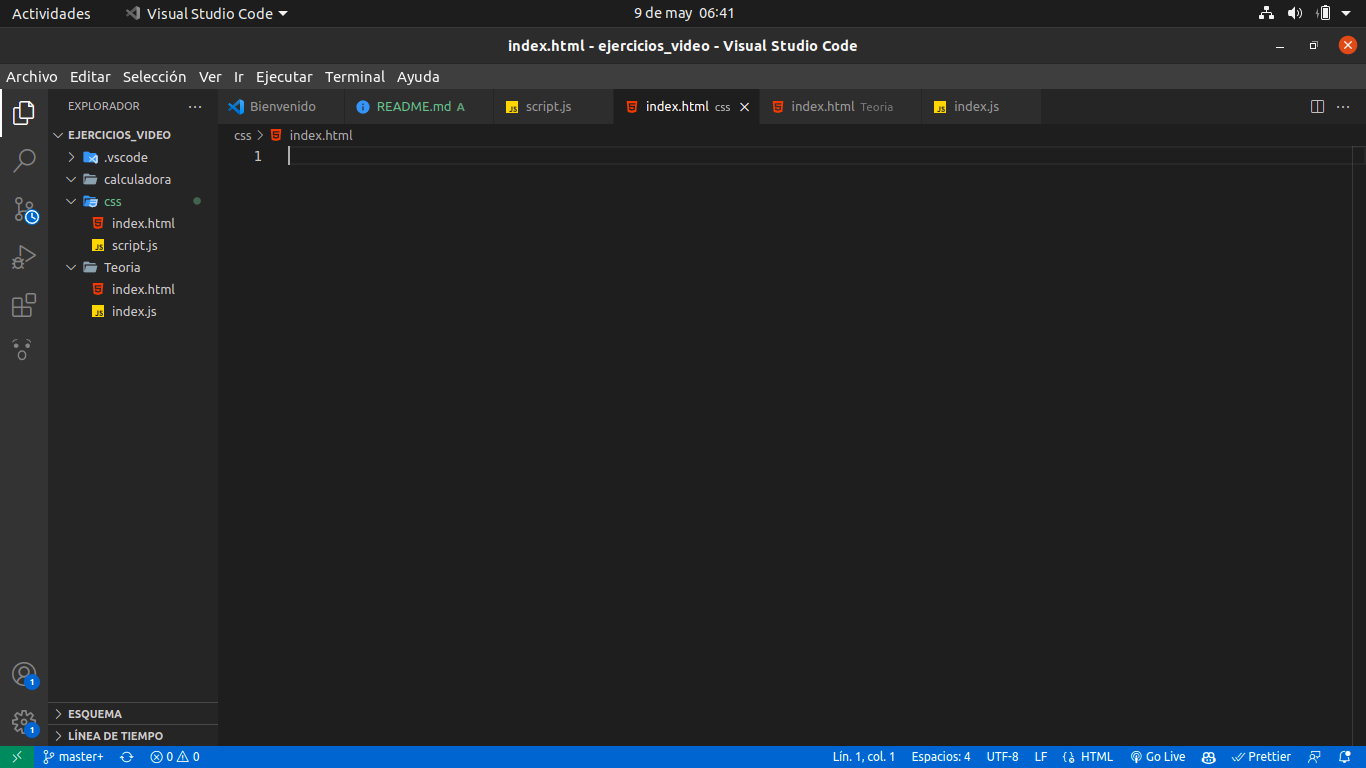 Actividades Visual Studio Code 9 de may 06:41
index.html - ejercicios_video - Visual Studio Code
Archivo Editar Selección Ver Ir Ejecutar Terminal Ayuda
EXPLORADOR
Bienvenido README.md A script.js index.html css index.html Teoria index.js
EJERCICIOS_VIDEO
css index.html
1
.vscode
calculadora
css
index.html
script.js
Teoria
index.html
index.js
1
1
ESQUEMA
LÍNEA DE TIEMPO
master+ 0 0 Lín. 1, col. 1 Espacios: 4 UTF-8 LF HTML Go Live Prettier